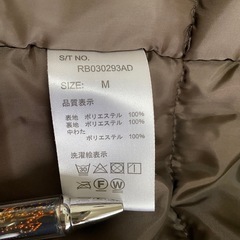 S/T NO.
RB030293AD
SIZE: M
品質表示
表地 ポリエステル 100%
裏地 ポリエステル 100%
中わた
ポリエステル 100%
洗濯絵表示